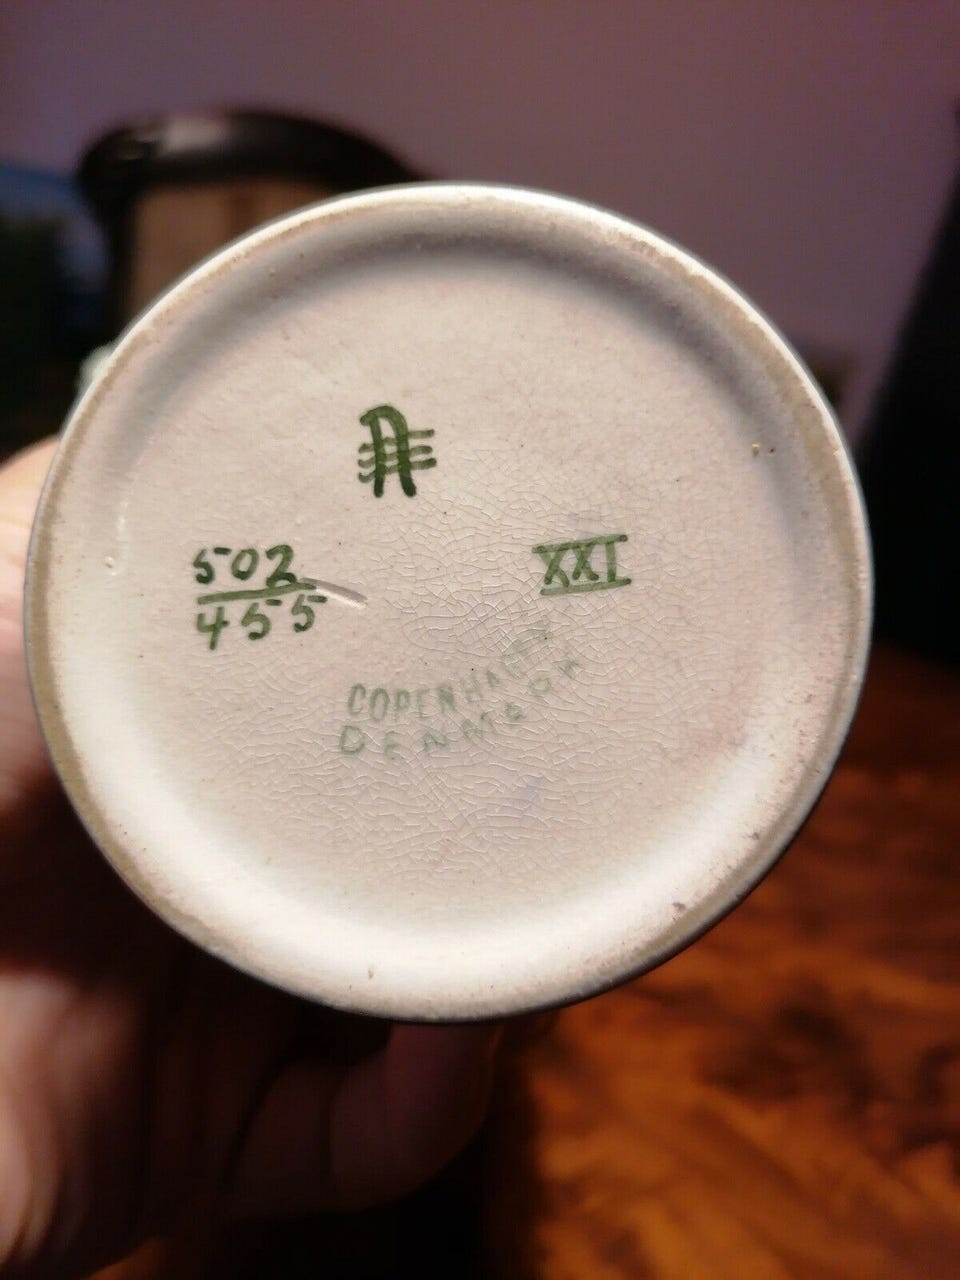 A
502
455
XXI
COPENHAGEN
DENMARK